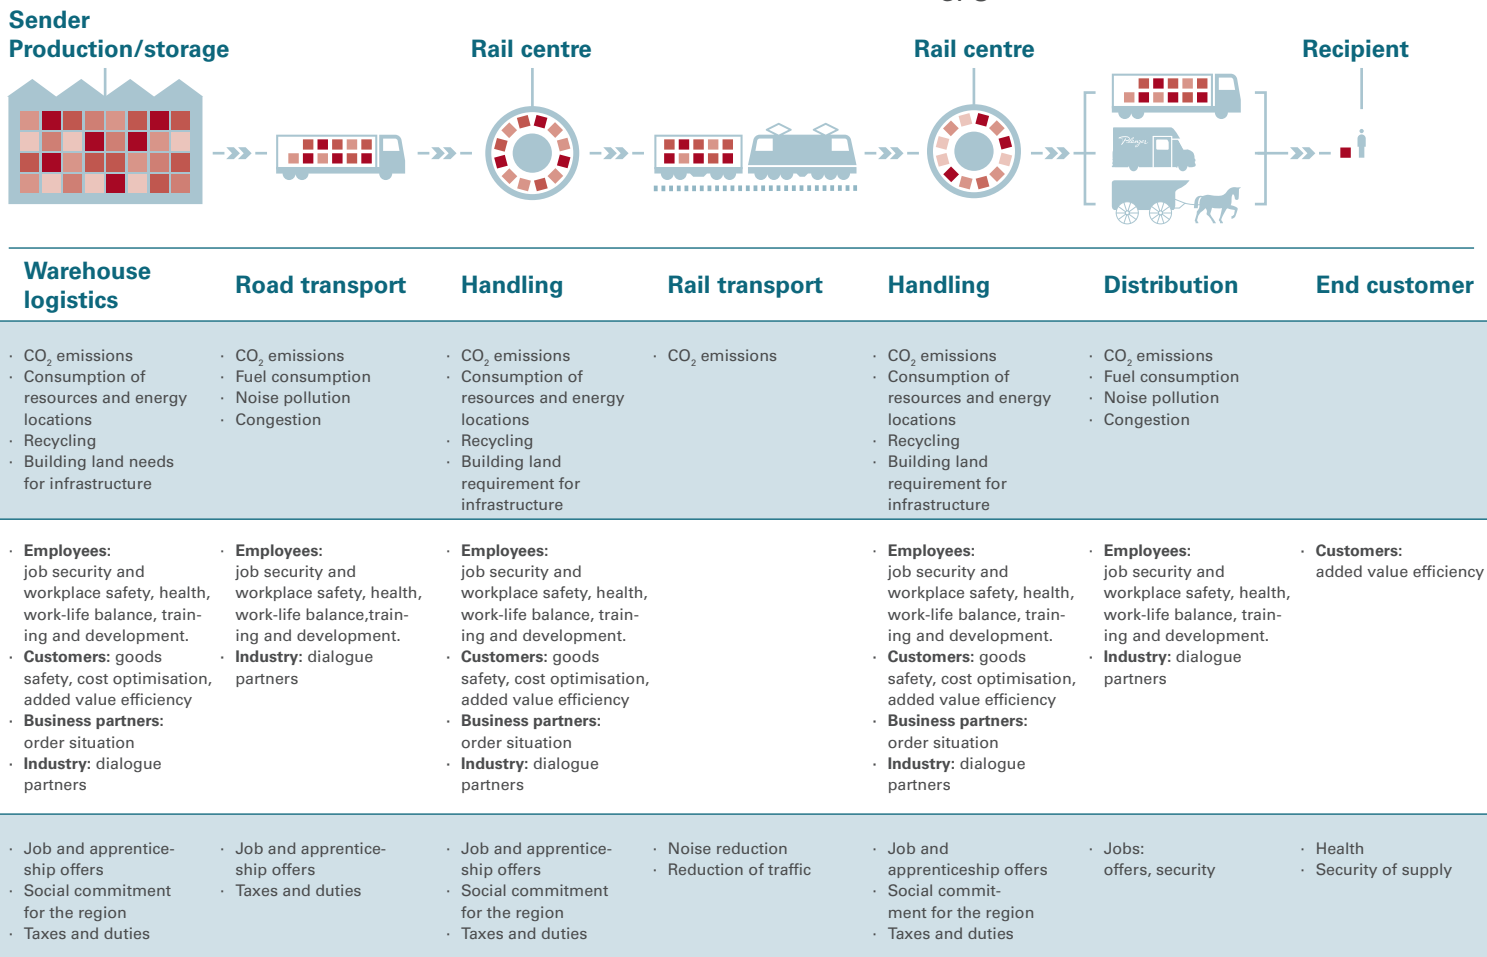 Sender
Production/storage
Rail centre
Rail centre
Recipient
Pfenninger
Warehouse
logistics
Road transport
Handling
Rail transport
Handling
Distribution
End customer
· CO₂ emissions
· Consumption of
resources and energy
locations
· Recycling
· Building land needs
for infrastructure
· CO₂ emissions
· Fuel consumption
· Noise pollution
· Congestion
· CO₂ emissions
· Consumption of
resources and energy
locations
· Recycling
· Building land
requirement for
infrastructure
· CO₂ emissions
· CO₂ emissions
· Consumption of
resources and energy
locations
· Recycling
· Building land
requirement for
infrastructure
· CO₂ emissions
· Fuel consumption
· Noise pollution
· Congestion
· Employees:
job security and
workplace safety, health,
work-life balance, train-
ing and development.
· Customers: goods
safety, cost optimisation,
added value efficiency
· Business partners:
order situation
· Industry: dialogue
partners
· Employees:
job security and
workplace safety, health,
work-life balance,train-
ing and development.
· Industry: dialogue
partners
· Employees:
job security and
workplace safety, health,
work-life balance, train-
ing and development.
· Customers: goods
safety, cost optimisation,
added value efficiency
· Business partners:
order situation
· Industry: dialogue
partners
· Employees:
job security and
workplace safety, health,
work-life balance, train-
ing and development.
· Customers: goods
safety, cost optimisation,
added value efficiency
· Business partners:
order situation
· Industry: dialogue
partners
· Employees:
job security and
workplace safety, health,
work-life balance, train-
ing and development.
· Industry: dialogue
partners
· Customers:
added value efficiency
· Job and apprentice-
ship offers
· Social commitment
for the region
· Taxes and duties
· Job and apprentice-
ship offers
· Taxes and duties
· Job and apprentice-
ship offers
· Social commitment
for the region
· Taxes and duties
· Noise reduction
· Reduction of traffic
· Job and
apprenticeship offers
· Social commit-
ment for the region
· Taxes and duties
· Jobs:
offers, security
· Health
· Security of supply